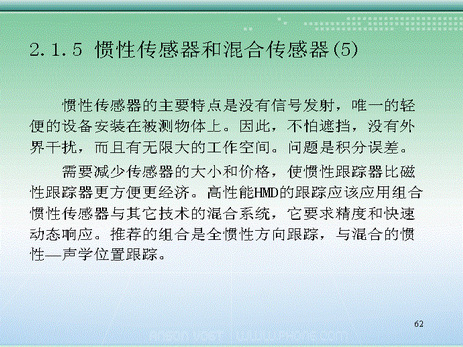 2.1.5 惯性传感器和混合传感器(5)
惯性传感器的主要特点是没有信号发射，唯一的轻
便的设备安装在被测物体上。因此，不怕遮挡，没有外
界干扰，而且有无限大的工作空间。问题是积分误差。
需要减少传感器的大小和价格，使惯性跟踪器比磁
性跟踪器更方便更经济。高性能HMD的跟踪应该应用组合
惯性传感器与其它技术的混合系统，它要求精度和快速
动态响应。推荐的组合是全惯性方向跟踪，与混合的惯
性—声学位置跟踪。
62